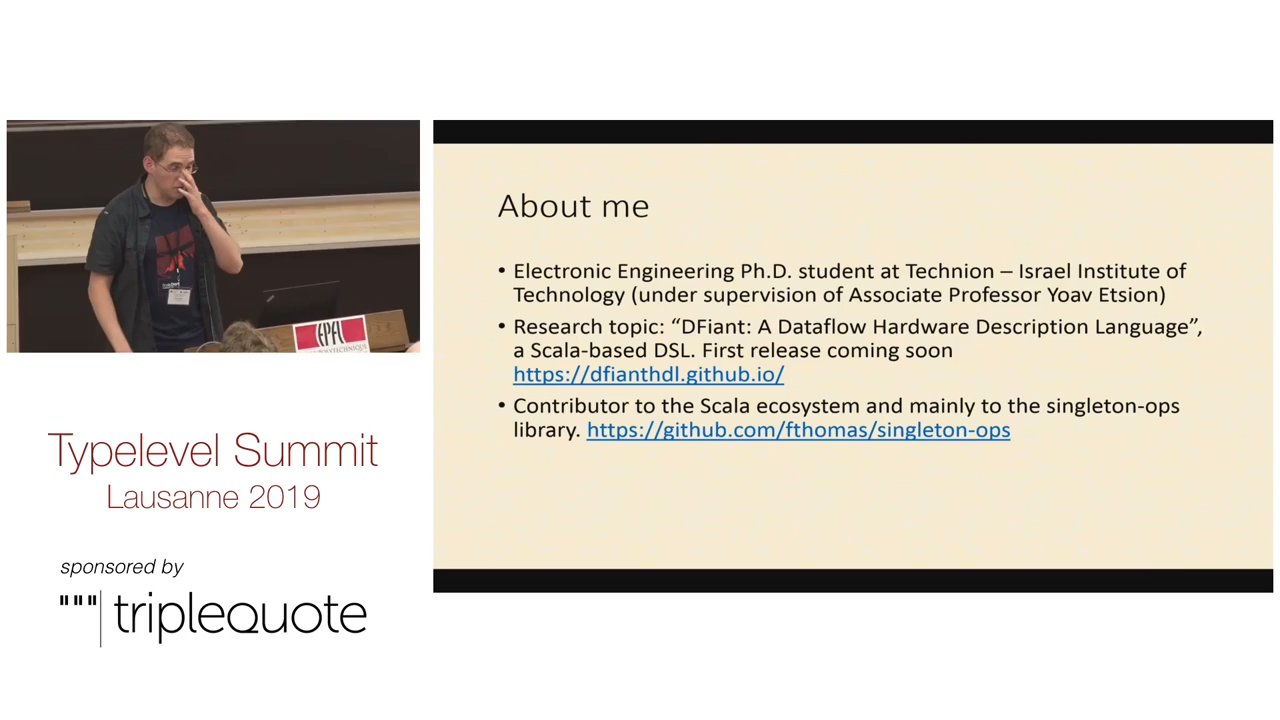 About me
• Electronic Engineering Ph.D. student at Technion – Israel Institute of
Technology (under supervision of Associate Professor Yoav Etsion)
• Research topic: “DFiant: A Dataflow Hardware Description Language”,
a Scala-based DSL. First release coming soon
https://dfianthdl.github.io/
• Contributor to the Scala ecosystem and mainly to the singleton-ops
library. https://github.com/fthomas/singleton-ops
EPFL
POLYTECHNIQUE
Typelevel Summit
Lausanne 2019
sponsored by
"""|triplequote